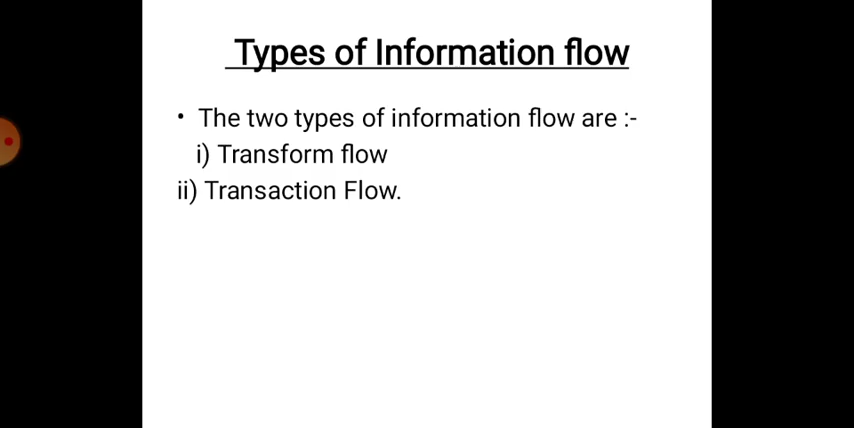 Types of Information flow
• The two types of information flow are :-
i) Transform flow
ii) Transaction Flow.